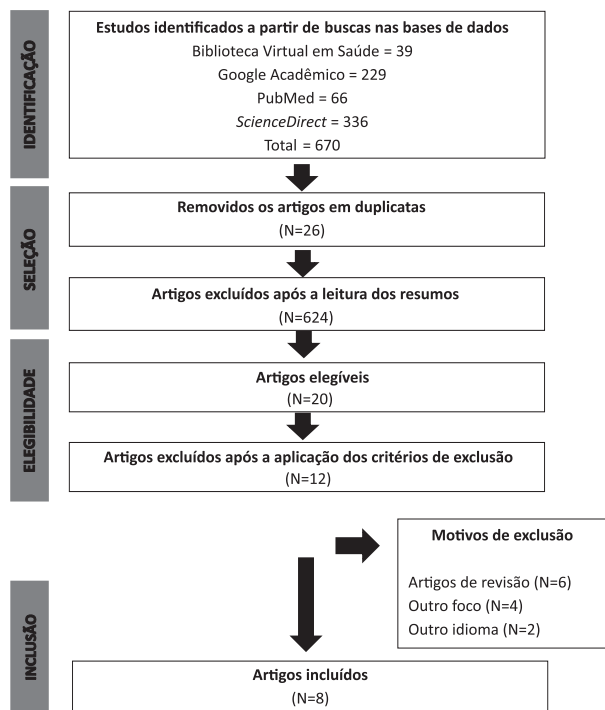 IDENTIFICAÇÃO
Estudos identificados a partir de buscas nas bases de dados
Biblioteca Virtual em Saúde = 39
Google Acadêmico = 229
PubMed = 66
ScienceDirect = 336
Total = 670
SELEÇÃO
Removidos os artigos em duplicatas
(N=26)
Artigos excluídos após a leitura dos resumos
(N=624)
ELEGIBILIDADE
Artigos elegíveis
(N=20)
Artigos excluídos após a aplicação dos critérios de exclusão
(N=12)
Motivos de exclusão
Artigos de revisão (N=6)
Outro foco (N=4)
Outro idioma (N=2)
INCLUSÃO
Artigos incluídos
(N=8)